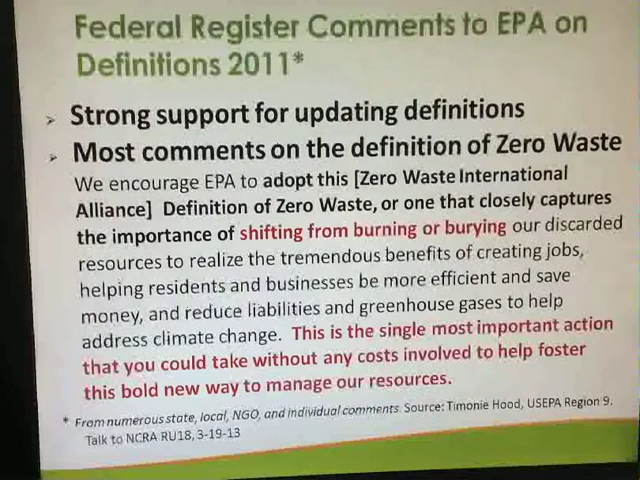 Federal Register Comments to EPA on
Definitions 2011*
➢ Strong support for updating definitions
➢ Most comments on the definition of Zero Waste
We encourage EPA to adopt this [Zero Waste International
Alliance] Definition of Zero Waste, or one that closely captures
the importance of shifting from burning or burying our discarded
resources to realize the tremendous benefits of creating jobs,
helping residents and businesses be more efficient and save
money, and reduce liabilities and greenhouse gases to help
address climate change. This is the single most important action
that you could take without any costs involved to help foster
this bold new way to manage our resources.
* From numerous state, local, NGO, and individual comments. Source: Timonie Hood, USEPA Region 9.
Talk to NCRA RU18, 3-19-13